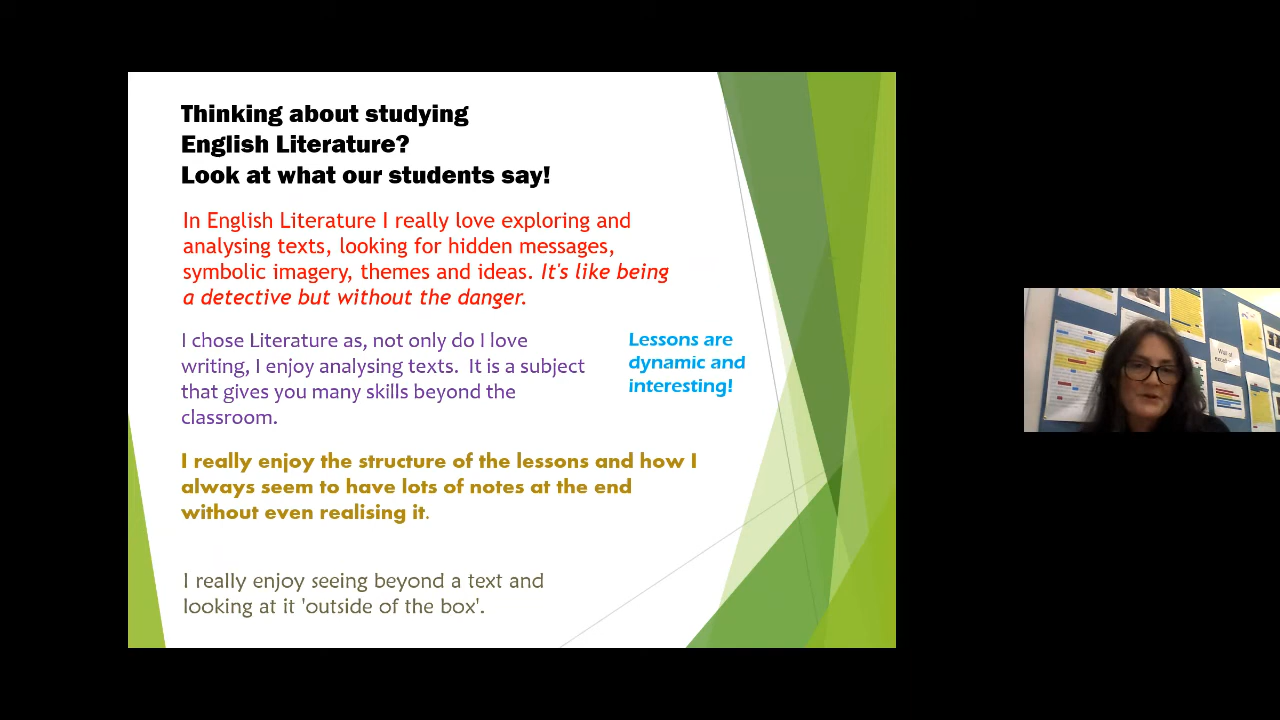 Thinking about studying
English Literature?
Look at what our students say!
In English Literature I really love exploring and
analysing texts, looking for hidden messages,
symbolic imagery, themes and ideas. It's like being
a detective but without the danger.
I chose Literature as, not only do I love
writing, I enjoy analysing texts.  It is a subject
that gives you many skills beyond the
classroom.
Lessons are
dynamic and
interesting!
I really enjoy the structure of the lessons and how I
always seem to have lots of notes at the end
without even realising it.
I really enjoy seeing beyond a text and
looking at it 'outside of the box'.